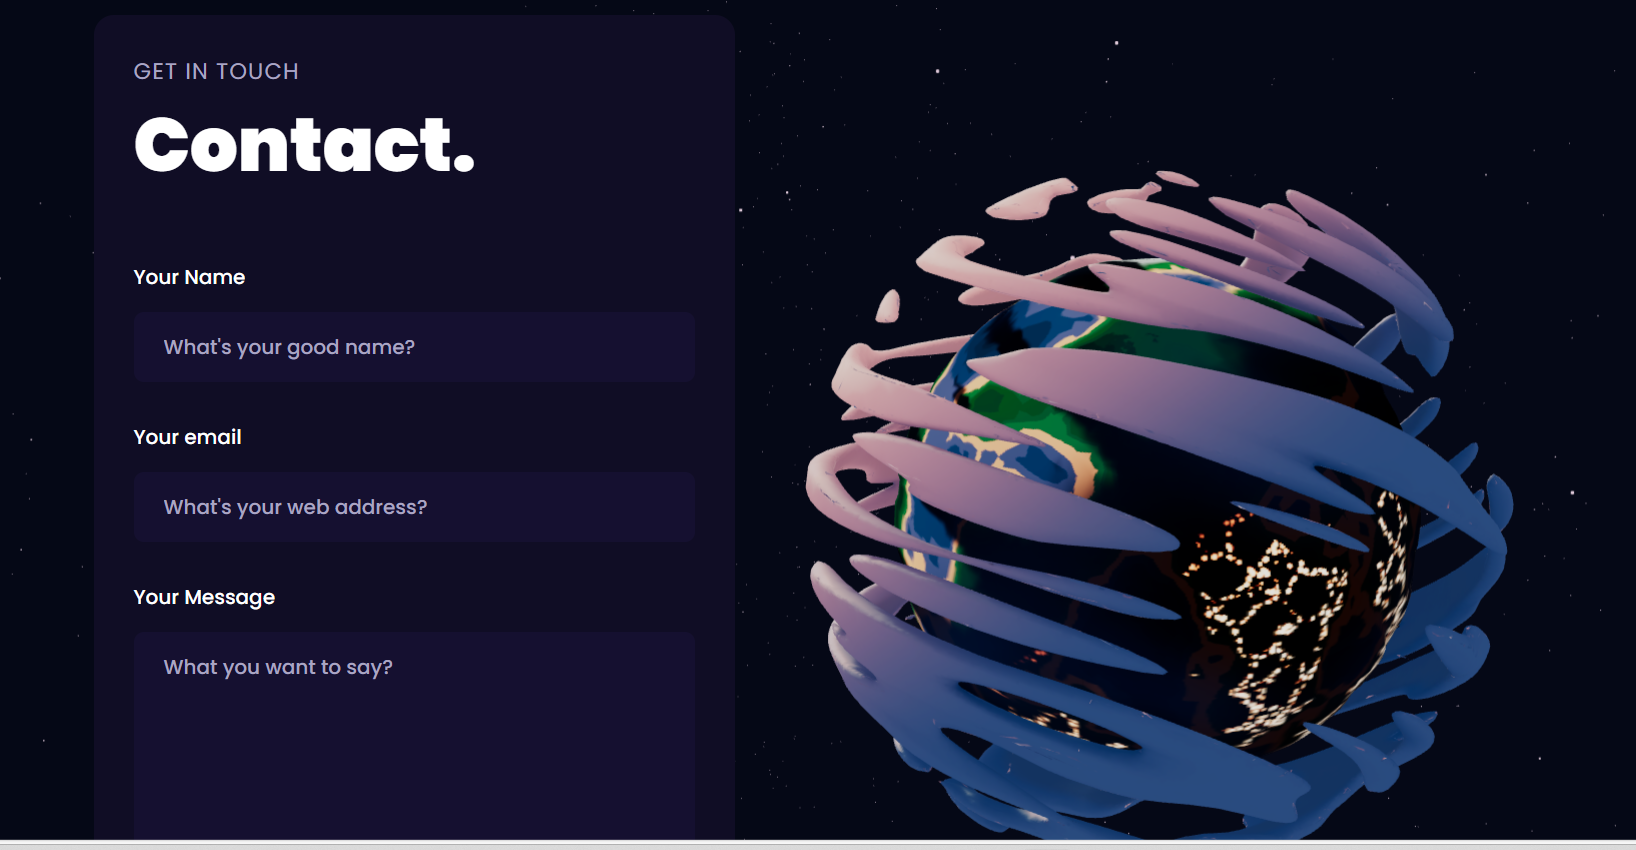 GET IN TOUCH
Contact.
Your Name
What's your good name?
Your email
What's your web address?
Your Message
What you want to say?